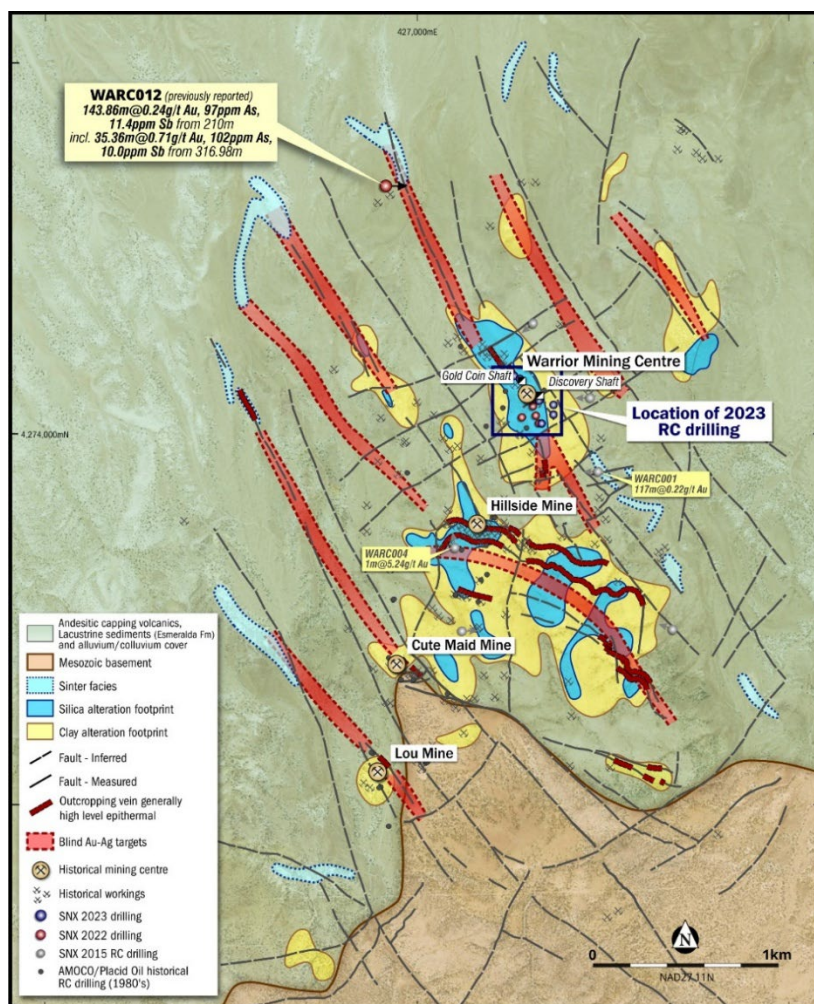 427,000mE
WARC012 (previously reported)
143.86m@0.24g/t Au, 97ppm As,
11.4ppm Sb from 210m
incl. 35.36m@0.71g/t Au, 102ppm As,
10.0ppm Sb from 316.98m
Warrior Mining Centre
Gold Coin Shaft
Discovery Shaft
Location of 2023
RC drilling
4,274,000mN
WARC001
117m@0.22g/t Au
Hillside Mine
WARC004
1m@5.24g/t Au
Cute Maid Mine
Lou Mine
Andesitic capping volcanics,
Lacustrine sediments (Esmeralda Fm)
and alluvium/colluvium cover
Mesozoic basement
Sinter facies
Silica alteration footprint
Clay alteration footprint
Fault - Inferred
Fault - Measured
Outcropping vein generally
high level epithermal
Blind Au-Ag targets
Historical mining centre
Historical workings
SNX 2023 drilling
SNX 2022 drilling
SNX 2015 RC drilling
AMOCO/Placid Oil historical
RC drilling (1980's)
N
0 1km
NAD27 11N